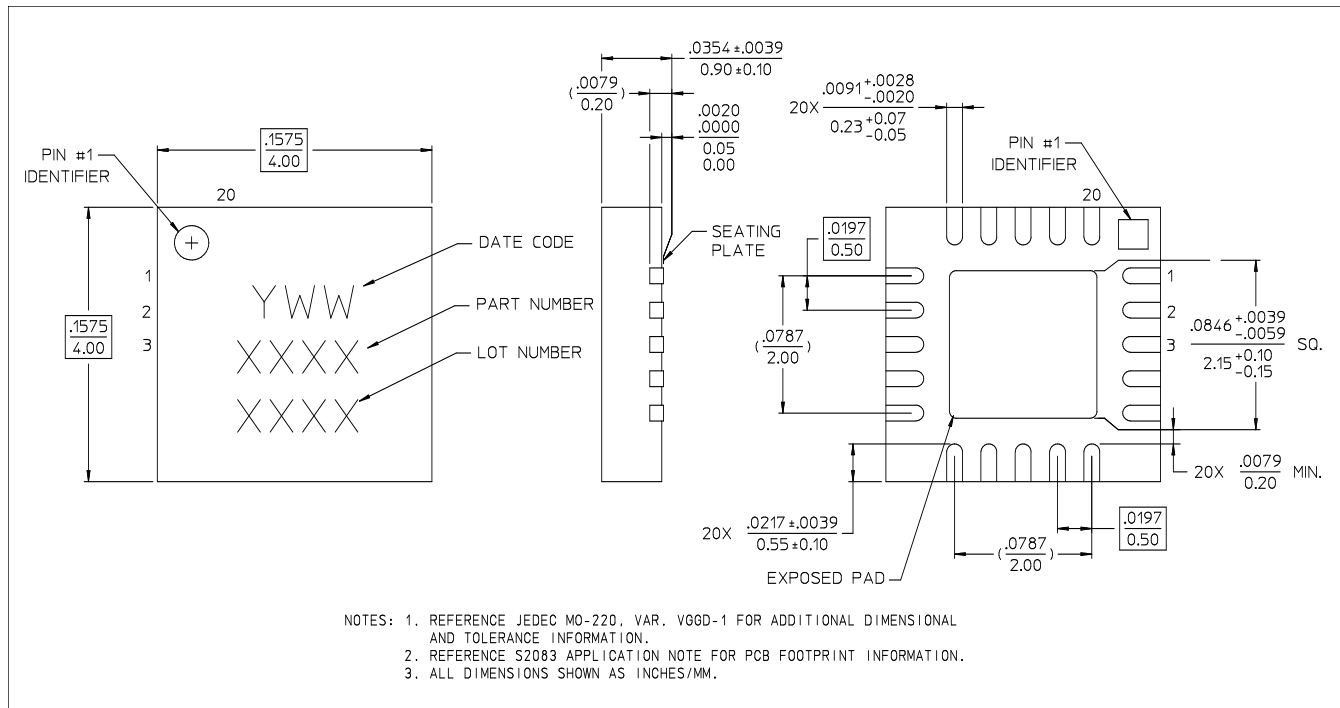 .1575
4.00
PIN #1
IDENTIFIER
20
.1575
4.00
1
2
3
YWW
XXXX
XXXX
DATE CODE
PART NUMBER
LOT NUMBER
.0354 ±.0039
0.90 ±0.10
(.0079
0.20)
.0020
.0000
0.05
0.00
SEATING
PLATE
20X .0091 +.0028
-.0020
0.23 +0.07
-0.05
PIN #1
IDENTIFIER
20
.0197
0.50
(.0787
2.00)
1
2
3
.0846 +.0039
-.0059
2.15 +0.10
-0.15
SQ.
20X .0079
0.20 MIN.
20X .0217 ±.0039
0.55 ±0.10
.0197
0.50
(.0787
2.00)
EXPOSED PAD
NOTES: 1. REFERENCE JEDEC MO-220, VAR. VGGD-1 FOR ADDITIONAL DIMENSIONAL
AND TOLERANCE INFORMATION.
2. REFERENCE S2083 APPLICATION NOTE FOR PCB FOOTPRINT INFORMATION.
3. ALL DIMENSIONS SHOWN AS INCHES/MM.